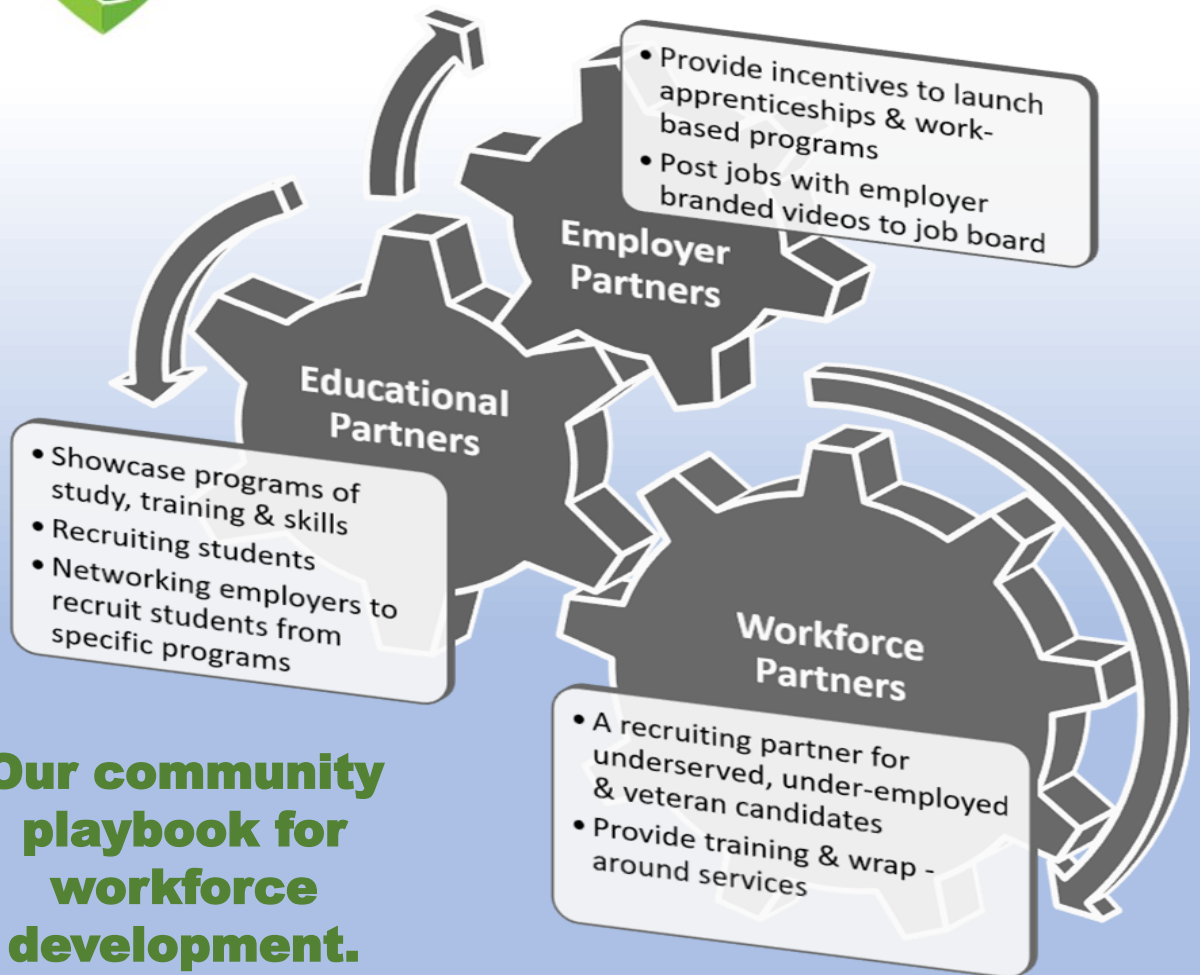 • Provide incentives to launch
apprenticeships & work-
based programs
• Post jobs with employer
branded videos to job board
Employer
Partners
Educational
Partners
• Showcase programs of
study, training & skills
• Recruiting students
• Networking employers to
recruit students from
specific programs
Workforce
Partners
• A recruiting partner for
underserved, under-employed
& veteran candidates
• Provide training & wrap -
around services
Our community
playbook for
workforce
development.